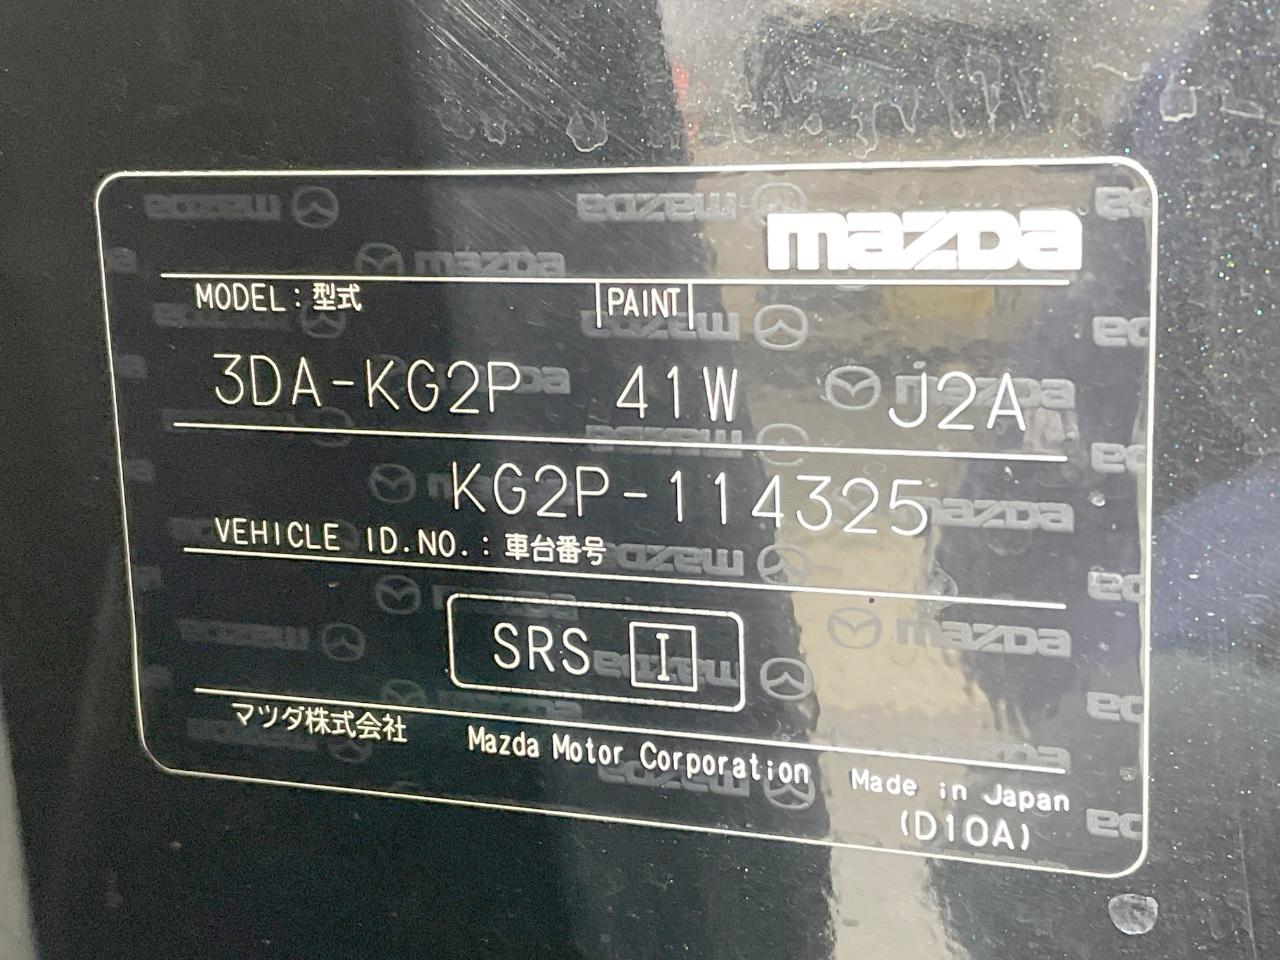 mazda
MODEL : 型式 PAINT
3DA-KG2P 41W J2A
KG2P-114325
VEHICLE ID.NO. : 車台番号
SRS I
マツダ株式会社 Mazda Motor Corporation Made in Japan
(D10A)